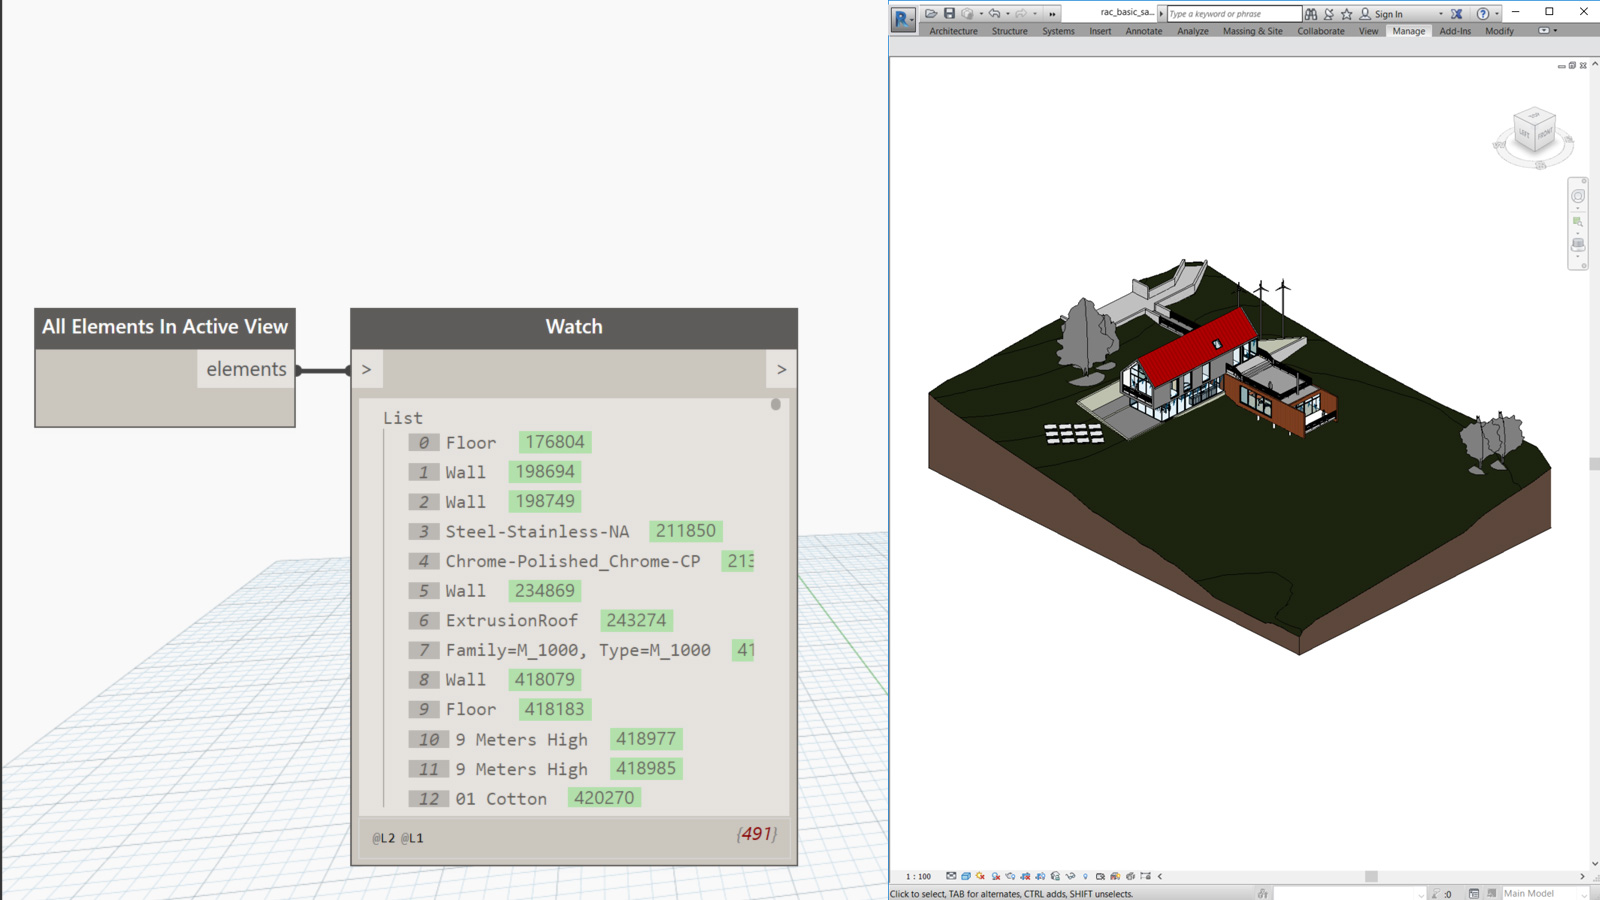 All Elements In Active View
elements
Watch
>
>
List
0 Floor 176804
1 Wall 198694
2 Wall 198749
3 Steel-Stainless-NA 211850
4 Chrome-Polished_Chrome-CP 213
5 Wall 234869
6 ExtrusionRoof 243274
7 Family=M_1000, Type=M_1000 41
8 Wall 418079
9 Floor 418183
10 9 Meters High 418977
11 9 Meters High 418985
12 01 Cotton 420270
@L2 @L1
{491}
rac_basic_sa...
Type a keyword or phrase
Sign In
Architecture Structure Systems Insert Annotate Analyze Massing & Site Collaborate View Manage Add-Ins Modify
TOP
LEFT
FRONT
1 : 100
Click to select, TAB for alternates, CTRL adds, SHIFT unselects.
:0
Main Model